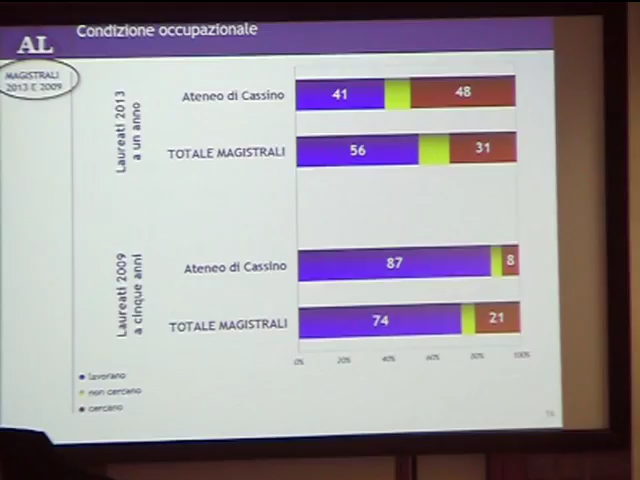 Condizione occupazionale
AL
MAGISTRALI
2013 E 2009
Laureati 2013
a un anno
Ateneo di Cassino
41
48
TOTALE MAGISTRALI
56
31
Laureati 2009
a cinque anni
Ateneo di Cassino
87
8
TOTALE MAGISTRALI
74
21
0% 20% 40% 60% 80% 100%
lavorano
non cercano
cercano